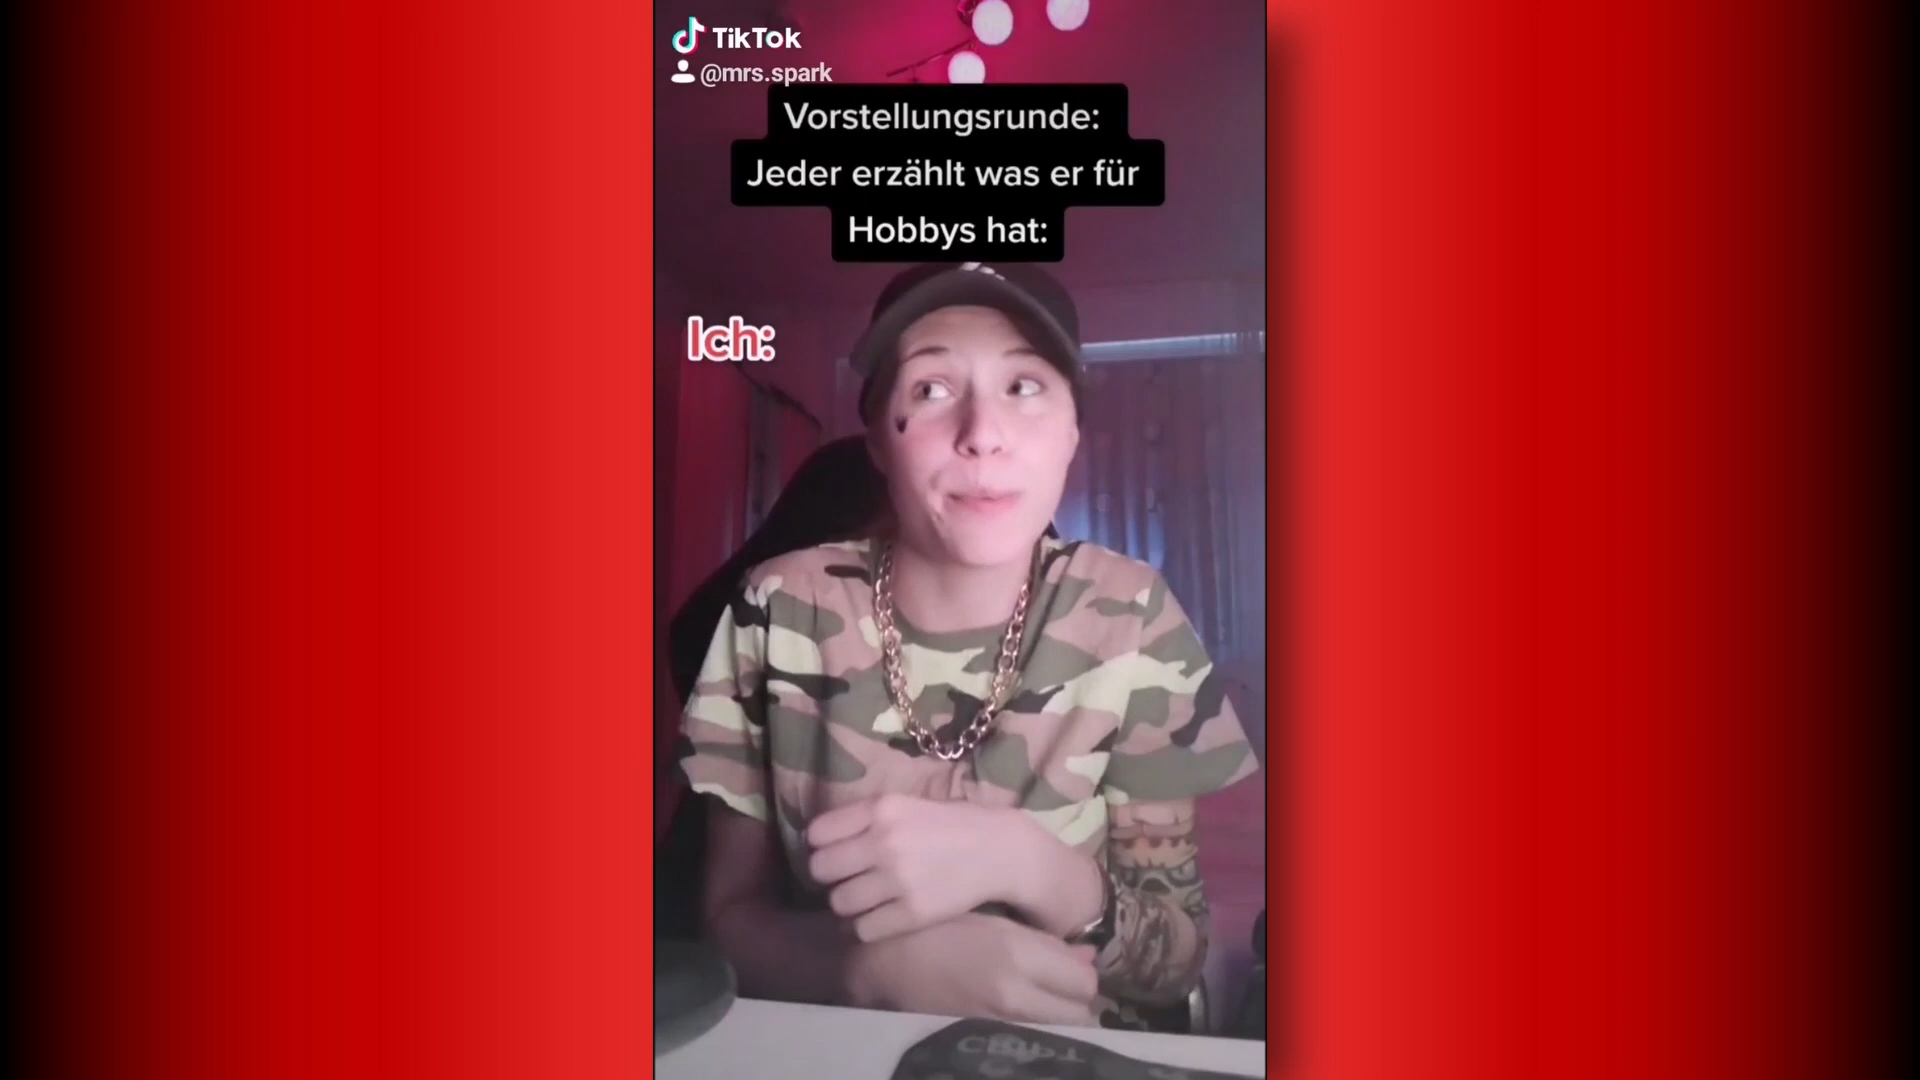 TikTok
@mrs.spark
Vorstellungsrunde:
Jeder erzählt was er für
Hobbys hat:
Ich: